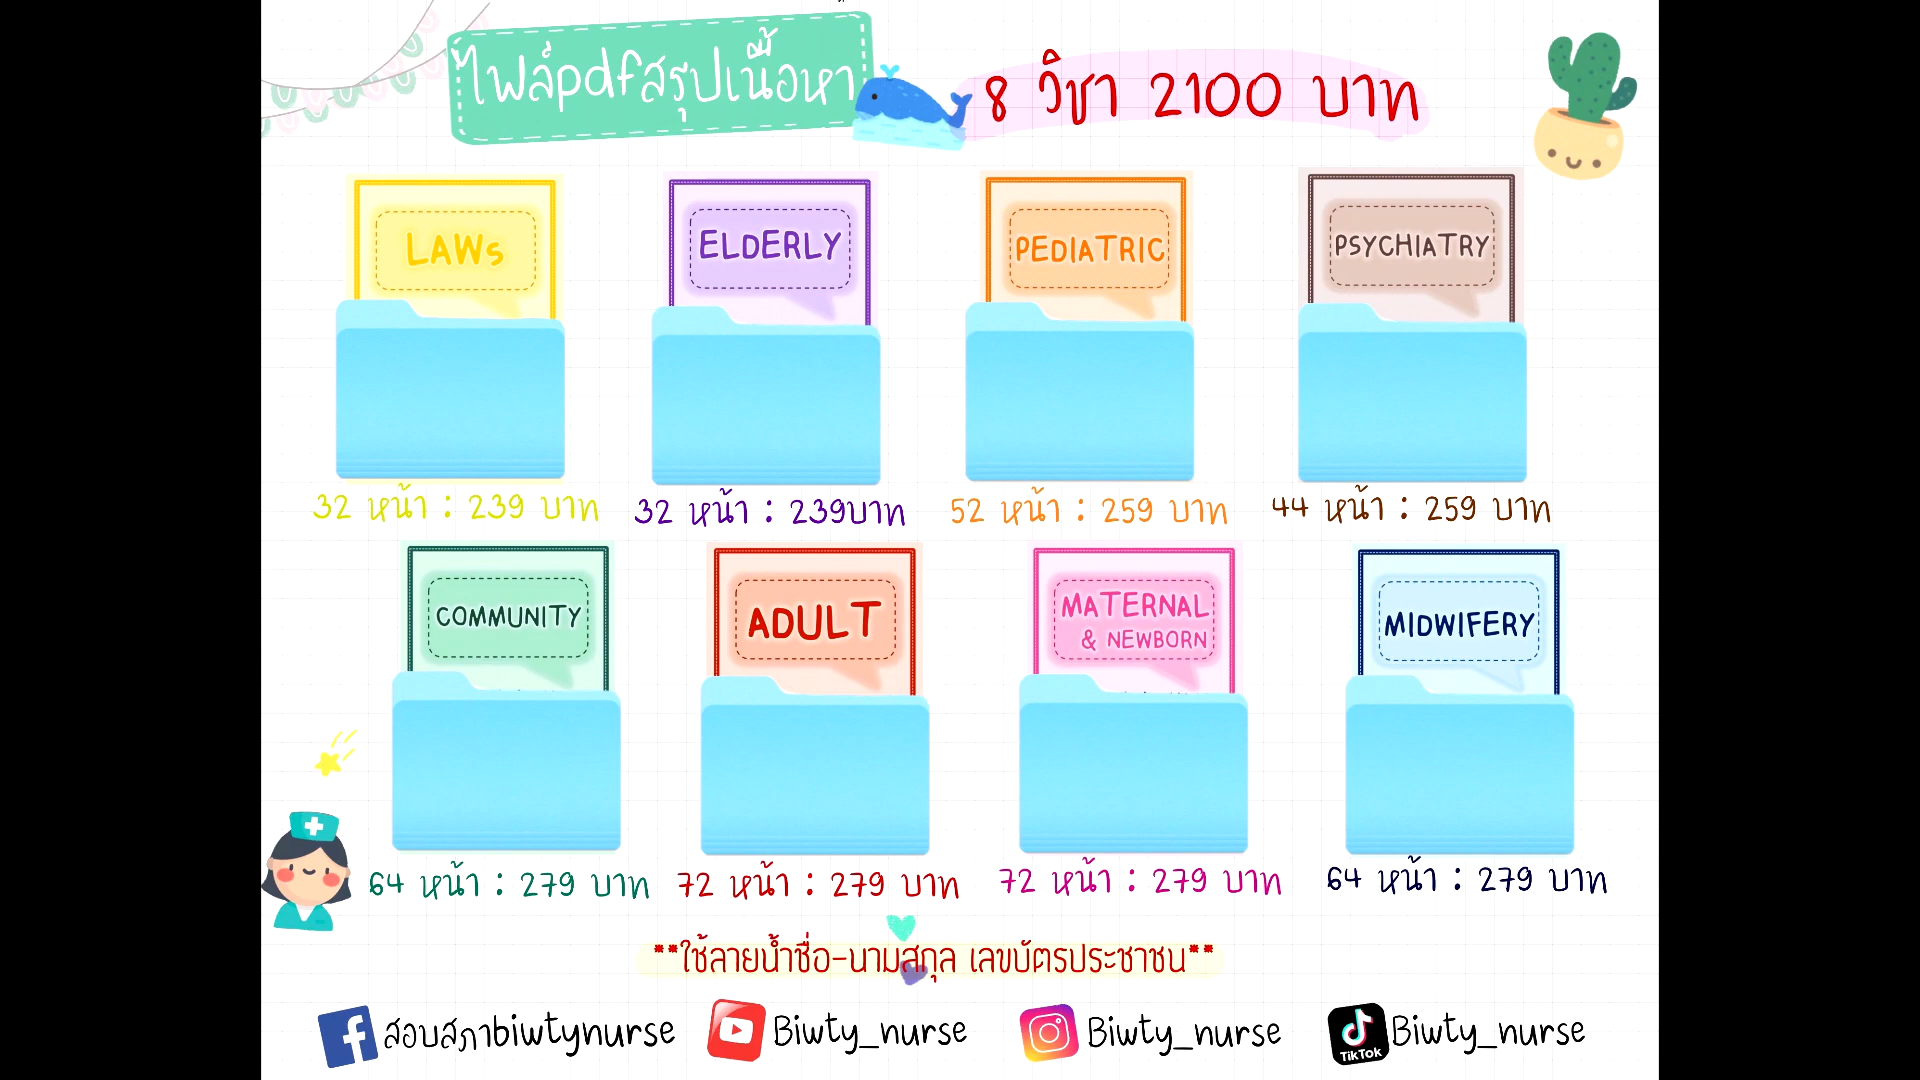 ไฟล์pdfสรุปเนื้อหา
8 วิชา 2100 บาท
LAWs
ELDERLY
PEDIATRIC
PSYCHIATRY
32 หน้า : 239 บาท
32 หน้า : 239บาท
52 หน้า : 259 บาท
44 หน้า : 259 บาท
COMMUNITY
ADULT
MATERNAL
& NEWBORN
MIDWIFERY
64 หน้า : 279 บาท
72 หน้า : 279 บาท
72 หน้า : 279 บาท
64 หน้า : 279 บาท
**ใช้ลายน้ำชื่อ-นามสกุล เลขบัตรประชาชน**
สอบสภาbiwtynurse
Biwty_nurse
Biwty_nurse
TikTok
Biwty_nurse